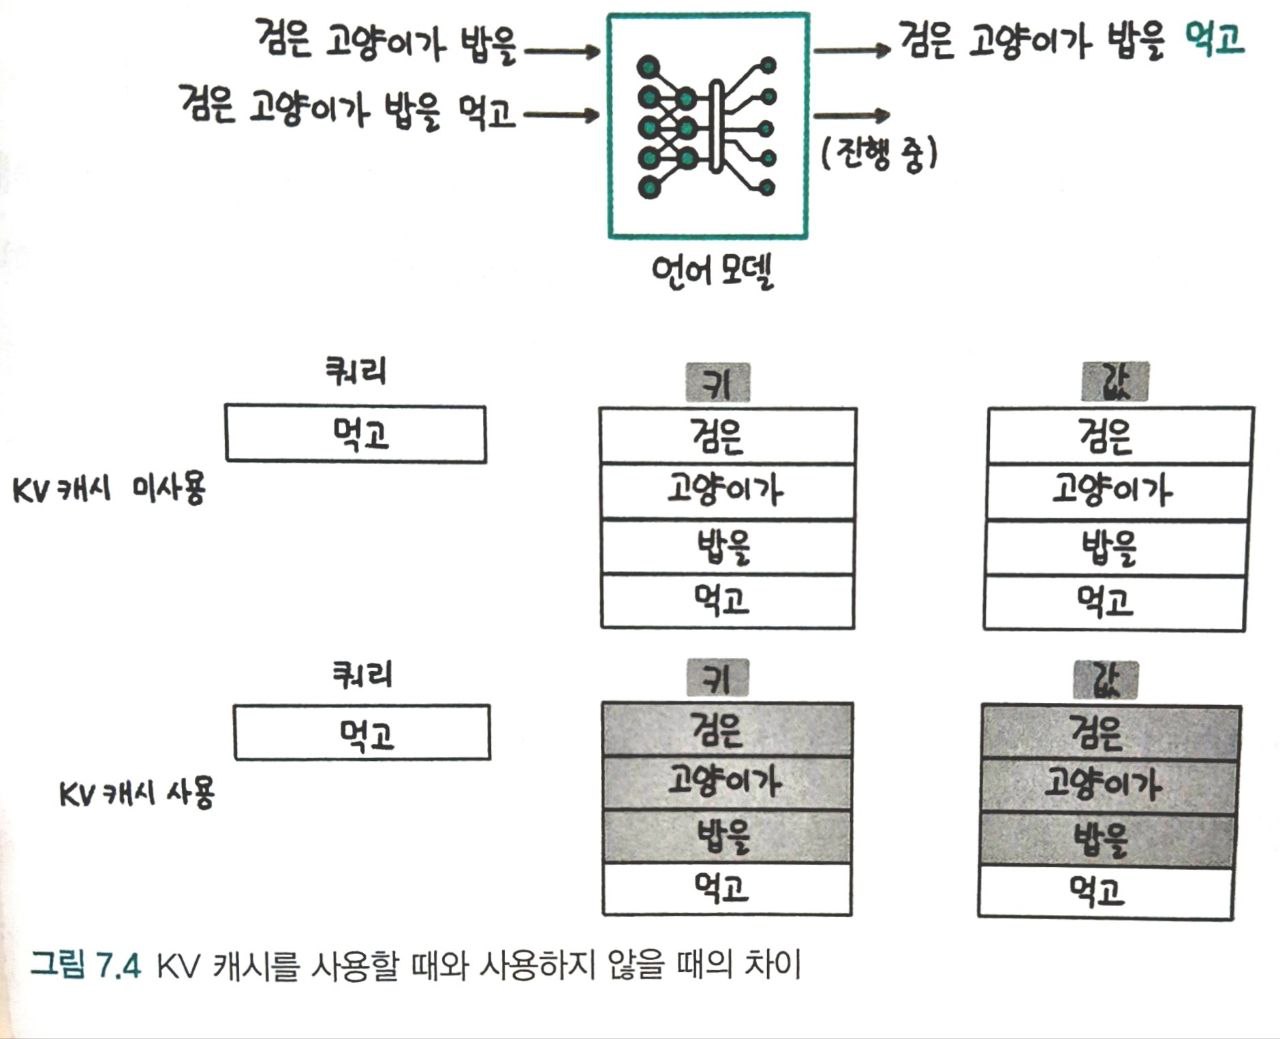 검은 고양이가 밥을
검은 고양이가 밥을 먹고
검은 고양이가 밥을 먹고
(진행 중)
언어 모델
쿼리
키
값
KV 캐시 미사용
먹고
검은
고양이가
밥을
먹고
검은
고양이가
밥을
먹고
쿼리
키
값
KV 캐시 사용
먹고
검은
고양이가
밥을
먹고
검은
고양이가
밥을
먹고
그림 7.4 KV 캐시를 사용할 때와 사용하지 않을 때의 차이